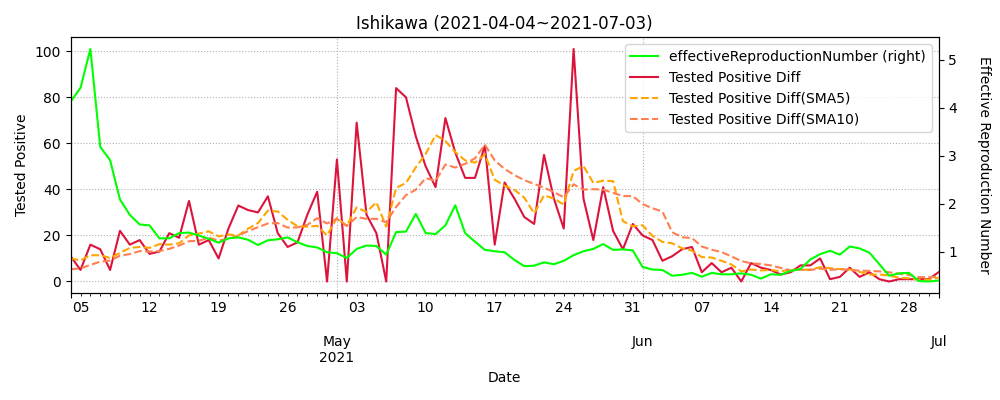 Ishikawa (2021-04-04~2021-07-03)
effectiveReproductionNumber (right)
Tested Positive Diff
Tested Positive Diff(SMA5)
Tested Positive Diff(SMA10)
Tested Positive
100
80
60
40
20
0
5
4
3
2
1
Effective Reproduction Number
05 12 19 26 03 10 17 24 31 07 14 21 28
May Jun Jul
2021
Date